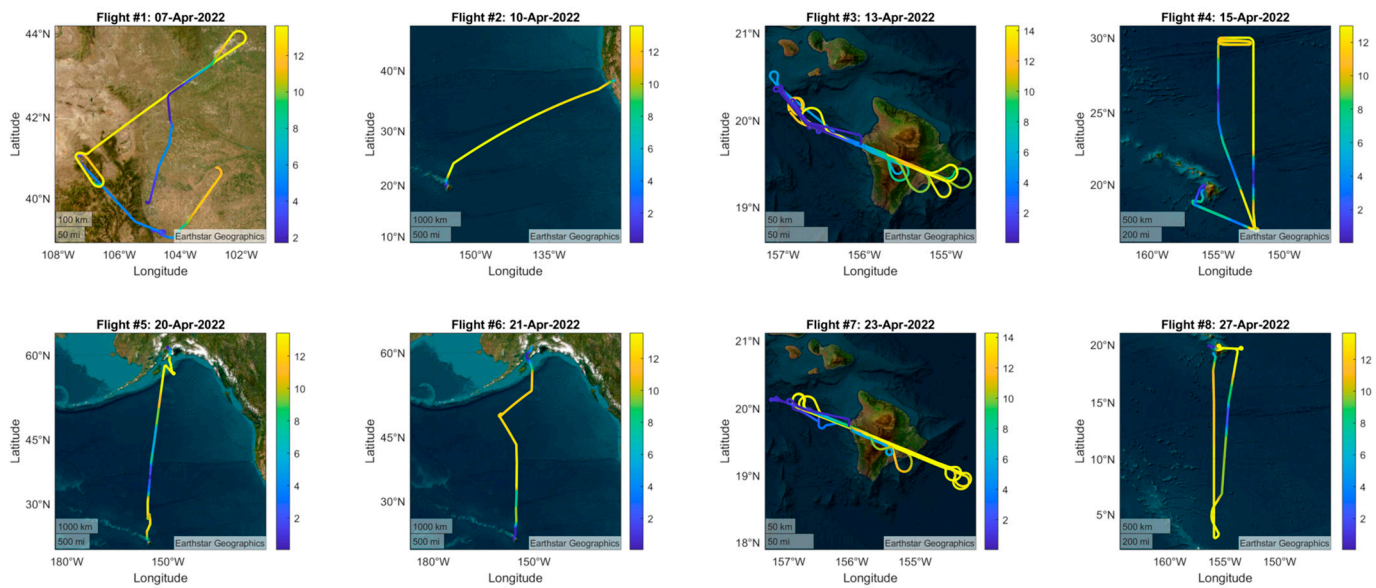 Flight #1: 07-Apr-2022
44°N
42°N
40°N
Latitude
108°W 106°W 104°W 102°W
Longitude
100 km
50 mi
Earthstar Geographics
12
10
8
6
4
2
Flight #2: 10-Apr-2022
40°N
30°N
20°N
10°N
Latitude
150°W 135°W
Longitude
1000 km
500 mi
Earthstar Geographics
12
10
8
6
4
2
Flight #3: 13-Apr-2022
21°N
20°N
19°N
Latitude
157°W 156°W 155°W
Longitude
50 km
50 mi
Earthstar Geographics
14
12
10
8
6
4
2
Flight #4: 15-Apr-2022
30°N
25°N
20°N
Latitude
160°W 155°W 150°W
Longitude
500 km
200 mi
Earthstar Geographics
12
10
8
6
4
2
Flight #5: 20-Apr-2022
60°N
45°N
30°N
Latitude
150°W
Longitude
1000 km
500 mi
Earthstar Geographics
12
10
8
6
4
2
Flight #6: 21-Apr-2022
60°N
45°N
30°N
Latitude
180°W 150°W
Longitude
1000 km
500 mi
Earthstar Geographics
12
10
8
6
4
2
Flight #7: 23-Apr-2022
21°N
20°N
19°N
18°N
Latitude
157°W 156°W 155°W
Longitude
50 km
50 mi
Earthstar Geographics
14
12
10
8
6
4
2
Flight #8: 27-Apr-2022
20°N
15°N
10°N
5°N
Latitude
160°W 155°W 150°W
Longitude
500 km
200 mi
Earthstar Geographics
12
10
8
6
4
2